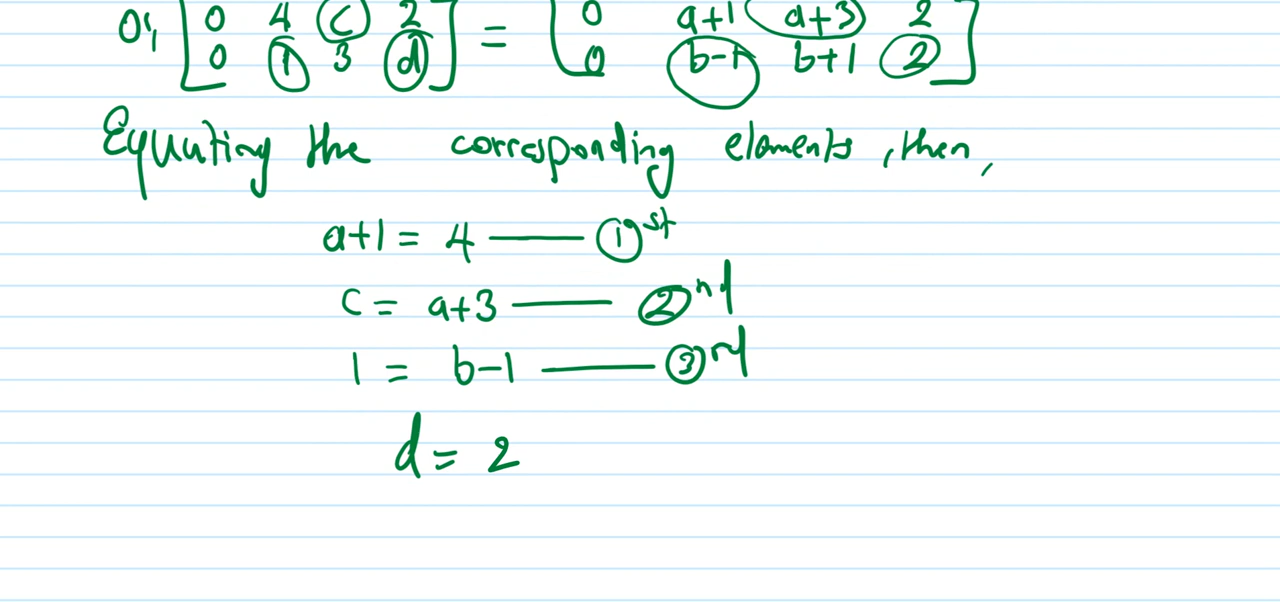 or, [ 0 4 c 2 ] = [ 0 a+1 a+3 2 ]
[ 0 1 3 d ] [ 0 b-1 b+1 2 ]
Equating the corresponding elements, then,
a+1 = 4 —— ①st
c = a+3 —— ②nd
1 = b-1 —— ③rd
d = 2